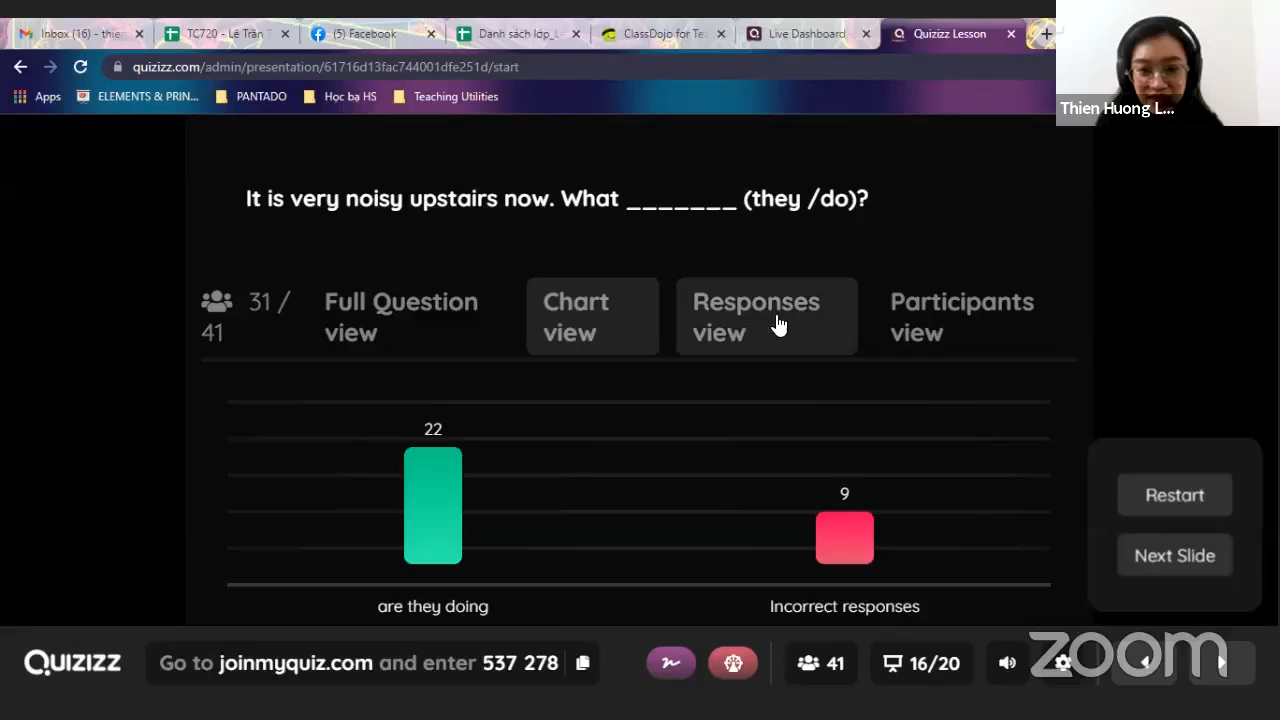 Inbox (16) - thie
TC720 - Lê Trần T
(5) Facebook
Danh sách lớp_L
ClassDojo for Te
Live Dashboard
Quizizz Lesson
quizizz.com/admin/presentation/61716d13fac744001dfe251d/start
Apps
ELEMENTS & PRIN...
PANTADO
Học bạ HS
Teaching Utilities
Thien Huong L...
It is very noisy upstairs now. What _______ (they /do)?
31 /
41
Full Question
view
Chart
view
Responses
view
Participants
view
22
9
are they doing
Incorrect responses
Restart
Next Slide
QUIZIZZ
Go to joinmyquiz.com and enter 537 278
41
16/20
zoom